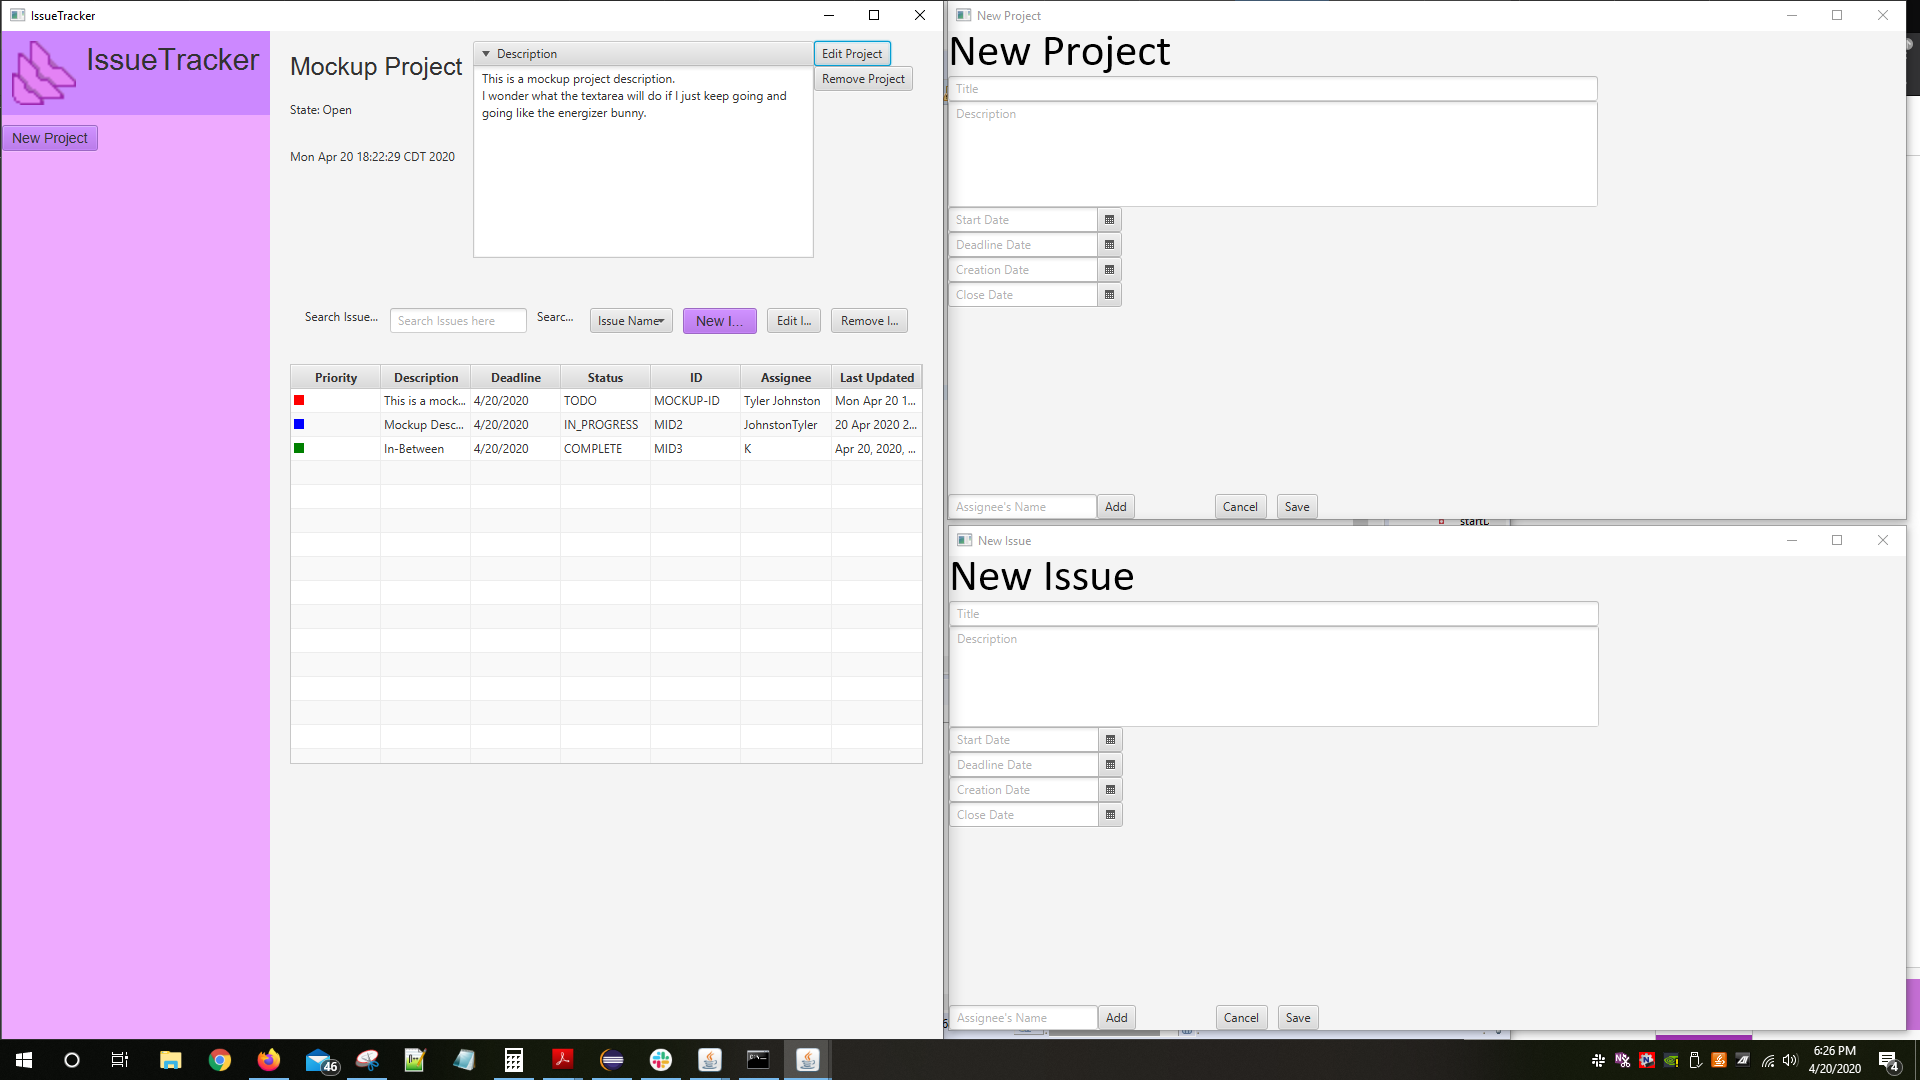 IssueTracker
IssueTracker
New Project
Mockup Project
State: Open
Mon Apr 20 18:22:29 CDT 2020
Description
This is a mockup project description.
I wonder what the textarea will do if I just keep going and
going like the energizer bunny.
Edit Project
Remove Project
Search Issue...
Search Issues here
Searc...
Issue Name
New I...
Edit I...
Remove I...
Priority Description Deadline Status ID Assignee Last Updated
This is a mock... 4/20/2020 TODO MOCKUP-ID Tyler Johnston Mon Apr 20 1...
Mockup Desc... 4/20/2020 IN_PROGRESS MID2 JohnstonTyler 20 Apr 2020 2...
In-Between 4/20/2020 COMPLETE MID3 K Apr 20, 2020, ...
New Project
New Project
Title
Description
Start Date
Deadline Date
Creation Date
Close Date
Assignee's Name Add Cancel Save
New Issue
New Issue
Title
Description
Start Date
Deadline Date
Creation Date
Close Date
Assignee's Name Add Cancel Save
46
6:26 PM
4/20/2020
4